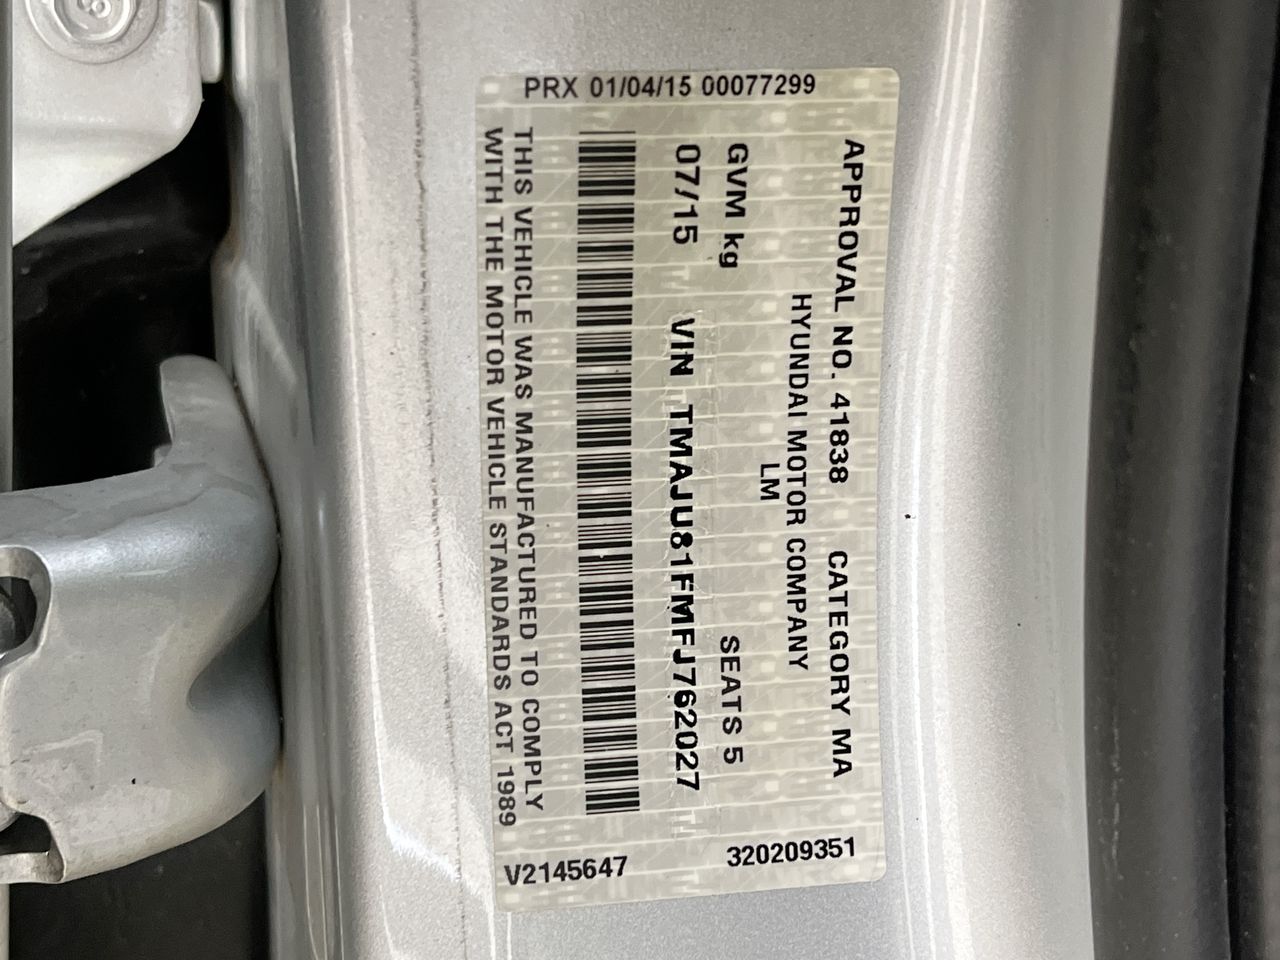 PRX 01/04/15 00077299
APPROVAL NO. 41838 CATEGORY MA
HYUNDAI MOTOR COMPANY
LM
GVM kg SEATS 5
07/15 VIN TMAJU81FMFJ762027
THIS VEHICLE WAS MANUFACTURED TO COMPLY
WITH THE MOTOR VEHICLE STANDARDS ACT 1989
V2145647 320209351